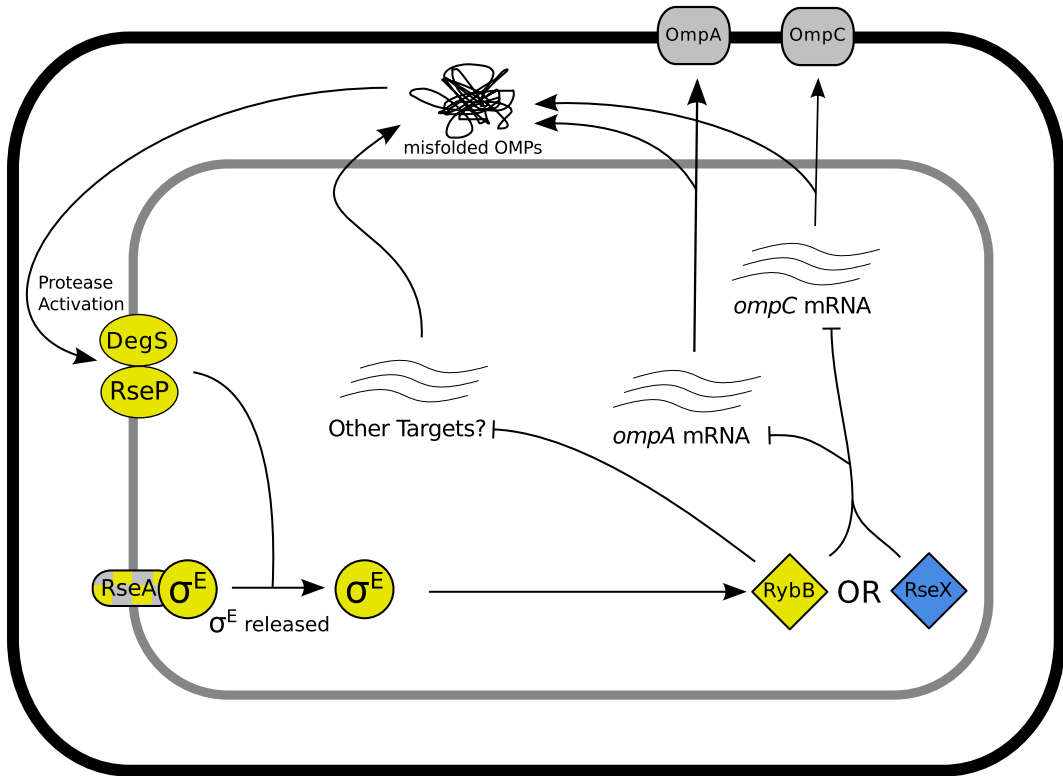 OmpA
OmpC
misfolded OMPs
Protease
Activation
DegS
RseP
ompC mRNA
Other Targets?
ompA mRNA
RseA
σᴱ
σᴱ
σᴱ released
RybB
OR
RseX